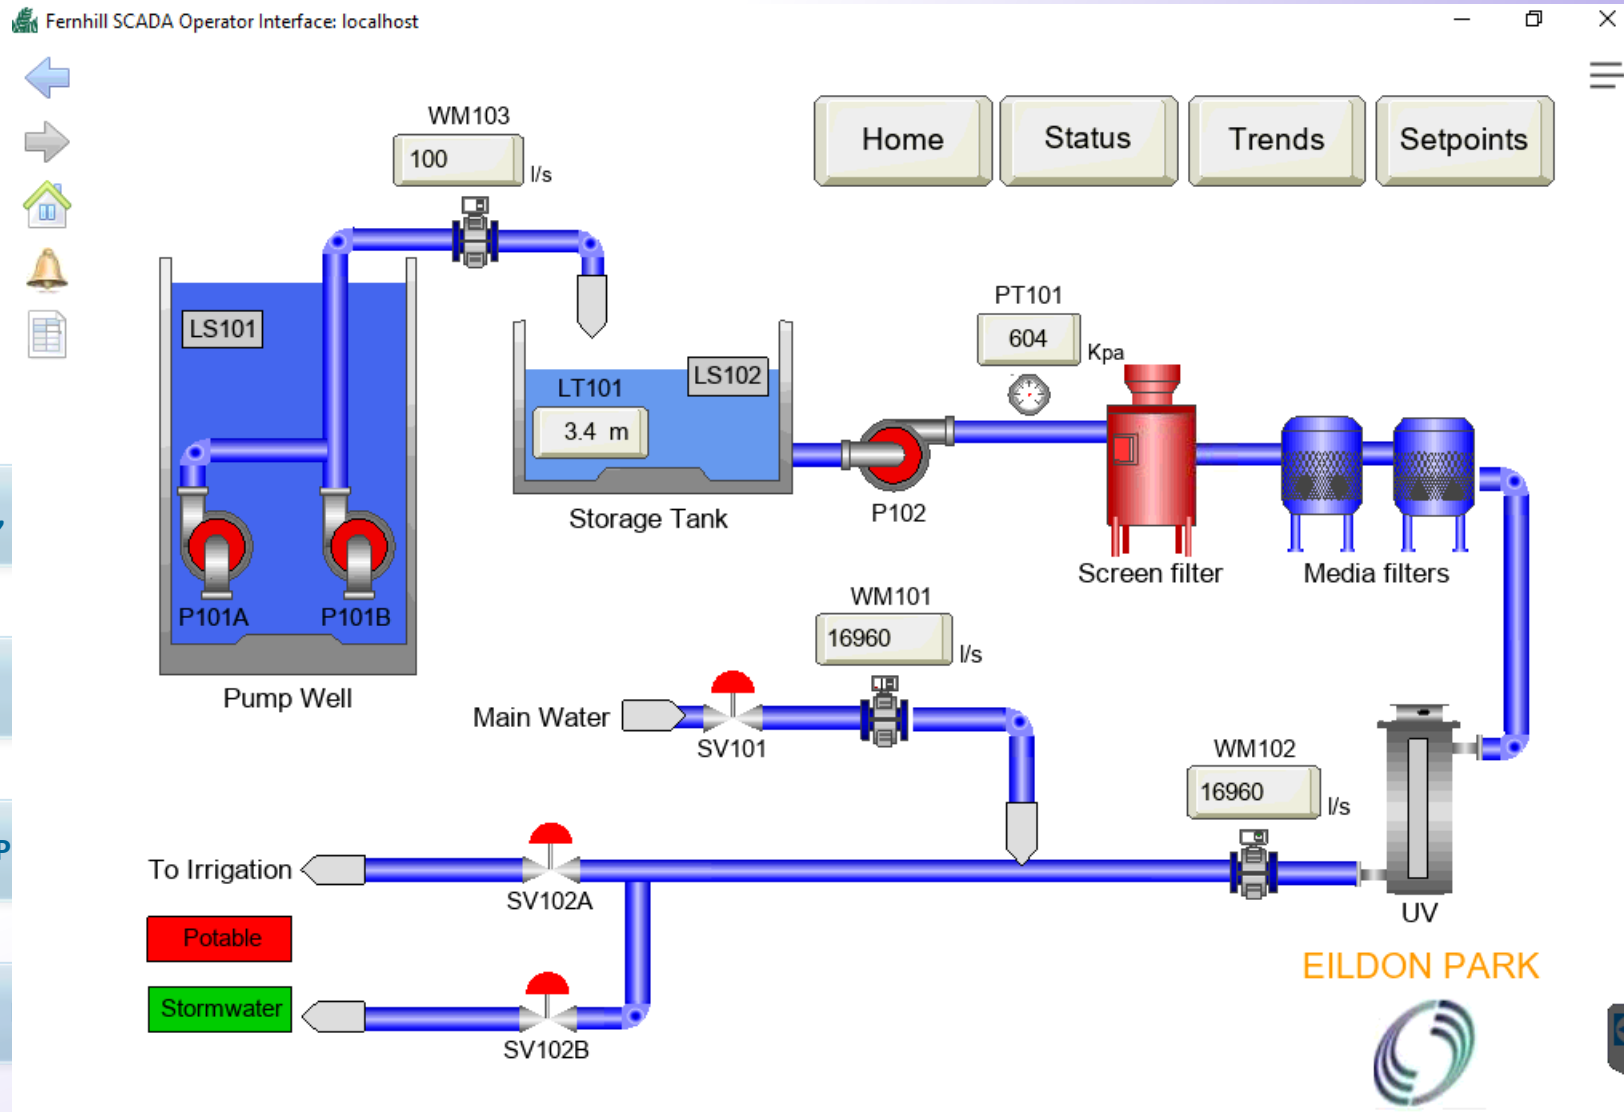 Fernhill SCADA Operator Interface: localhost
Home
Status
Trends
Setpoints
WM103
100
l/s
LS101
PT101
604
Kpa
LT101
LS102
3.4 m
Storage Tank
P102
Screen filter
Media filters
P101A
P101B
Pump Well
WM101
16960
l/s
Main Water
SV101
WM102
16960
l/s
To Irrigation
SV102A
UV
Potable
Stormwater
SV102B
EILDON PARK
P